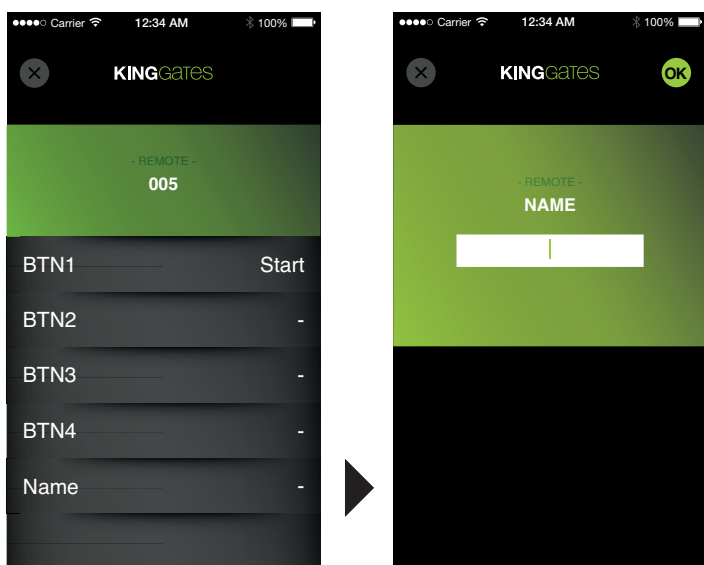 ●●●●○ Carrier 12:34 AM 100%
KINGGATES
- REMOTE -
005
BTN1 Start
BTN2 -
BTN3 -
BTN4 -
Name -
●●●●○ Carrier 12:34 AM 100%
KINGGATES OK
- REMOTE -
NAME